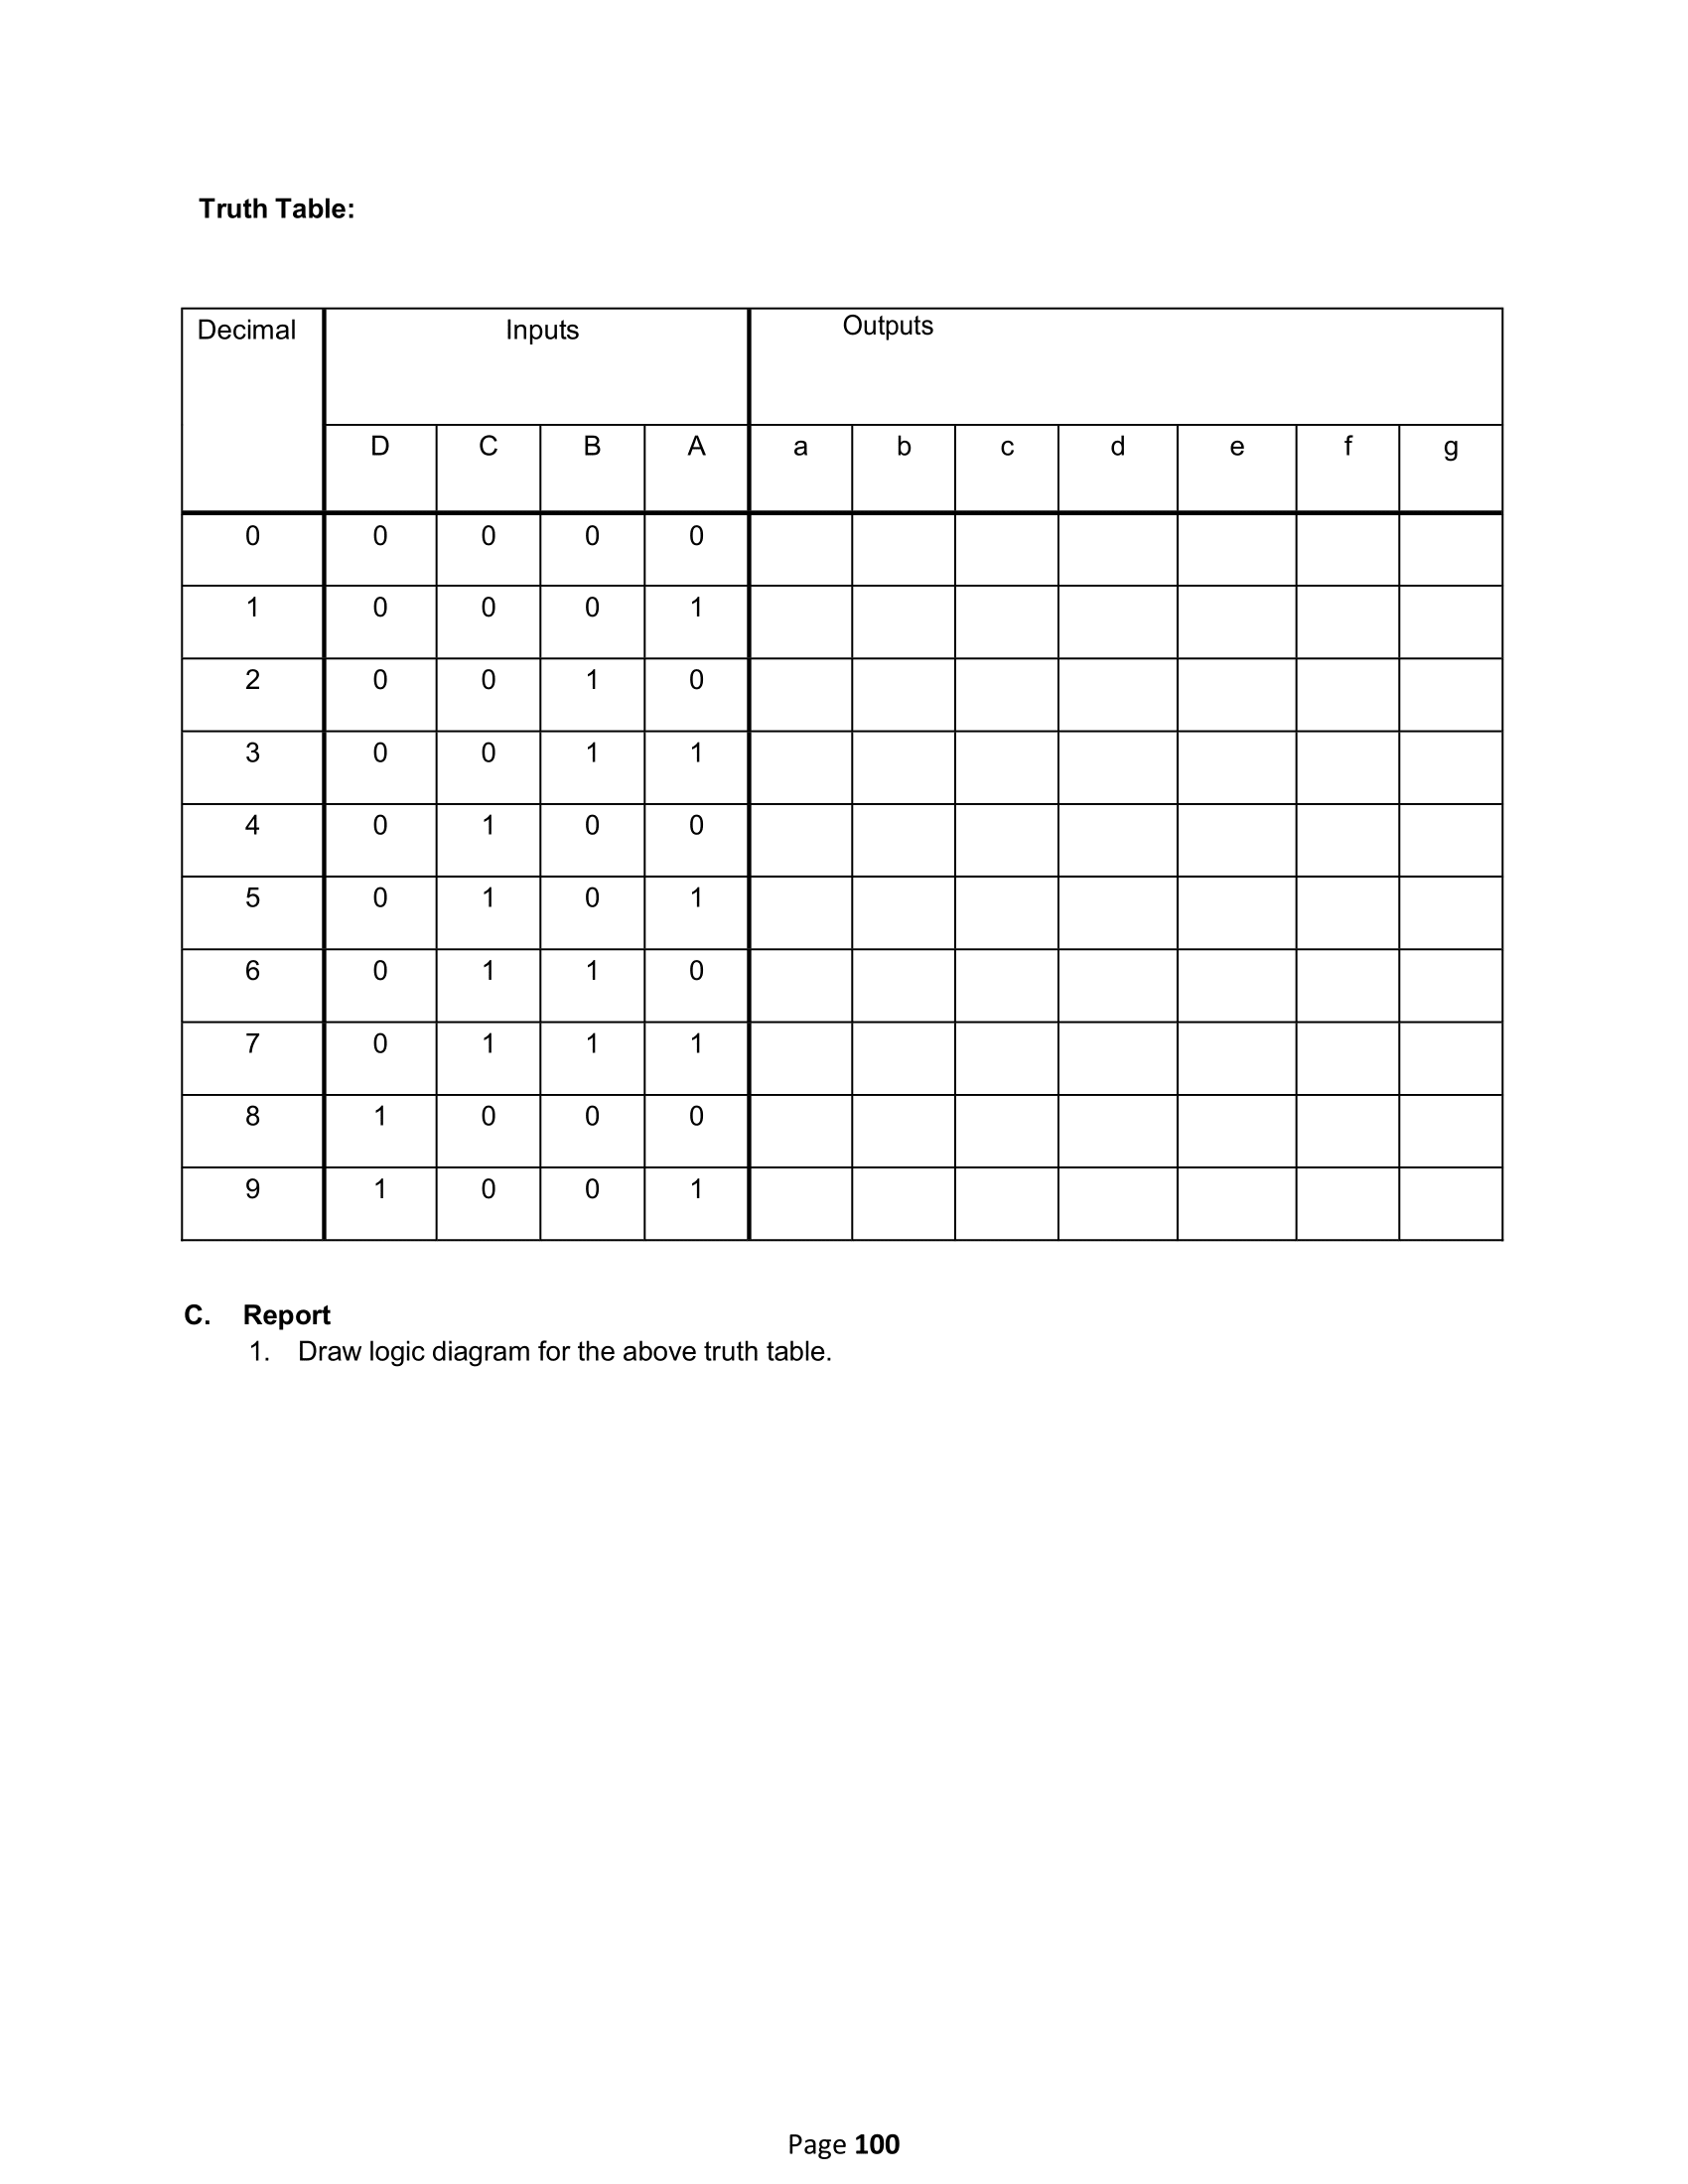 Truth Table:
Decimal Inputs Outputs
D C B A a b c d e f g
0 0 0 0 0
1 0 0 0 1
2 0 0 1 0
3 0 0 1 1
4 0 1 0 0
5 0 1 0 1
6 0 1 1 0
7 0 1 1 1
8 1 0 0 0
9 1 0 0 1
C. Report
1. Draw logic diagram for the above truth table.
Page 100